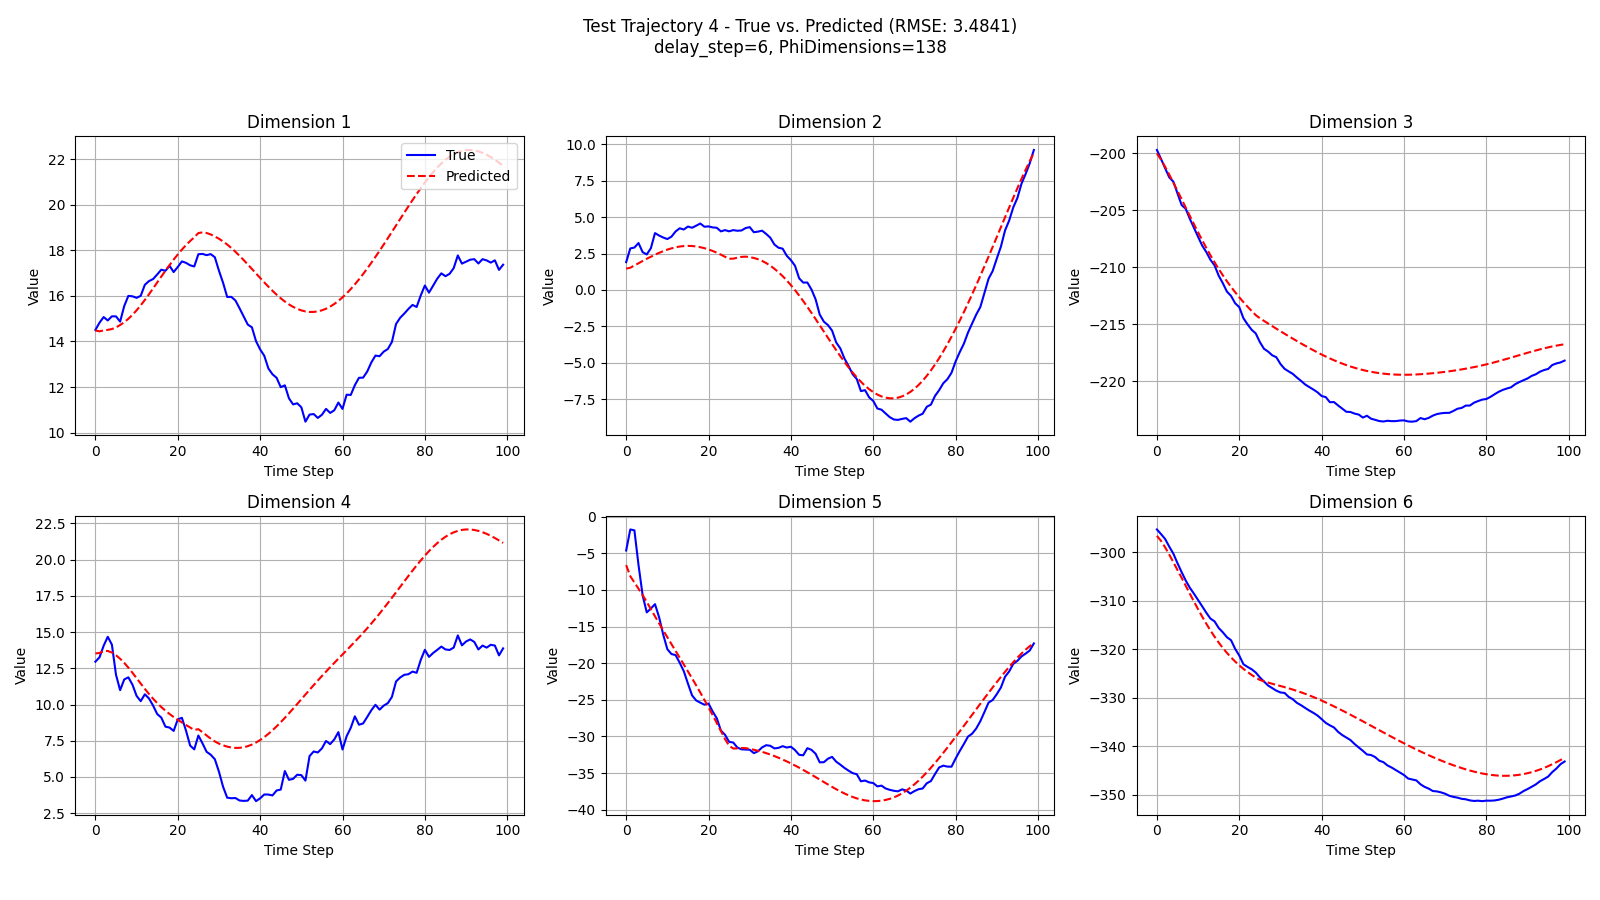 Test Trajectory 4 - True vs. Predicted (RMSE: 3.4841)
delay_step=6, PhiDimensions=138
Dimension 1
Value
22
20
18
16
14
12
10
0 20 40 60 80 100
Time Step
True
Predicted
Dimension 2
Value
10.0
7.5
5.0
2.5
0.0
−2.5
−5.0
−7.5
0 20 40 60 80 100
Time Step
Dimension 3
Value
−200
−205
−210
−215
−220
0 20 40 60 80 100
Time Step
Dimension 4
Value
22.5
20.0
17.5
15.0
12.5
10.0
7.5
5.0
2.5
0 20 40 60 80 100
Time Step
Dimension 5
Value
0
−5
−10
−15
−20
−25
−30
−35
−40
0 20 40 60 80 100
Time Step
Dimension 6
Value
−300
−310
−320
−330
−340
−350
0 20 40 60 80 100
Time Step